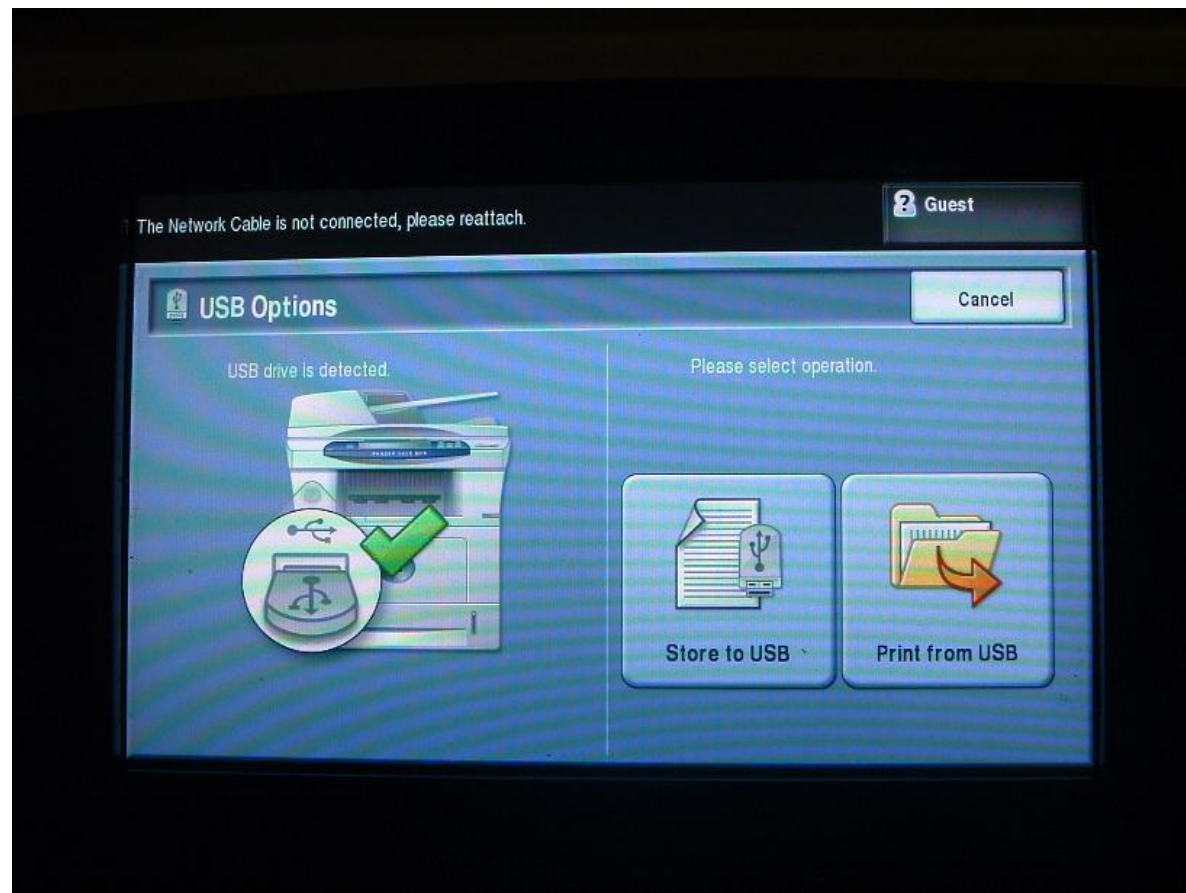 The Network Cable is not connected, please reattach.
Guest
USB Options
Cancel
USB drive is detected.
Please select operation.
Store to USB
Print from USB